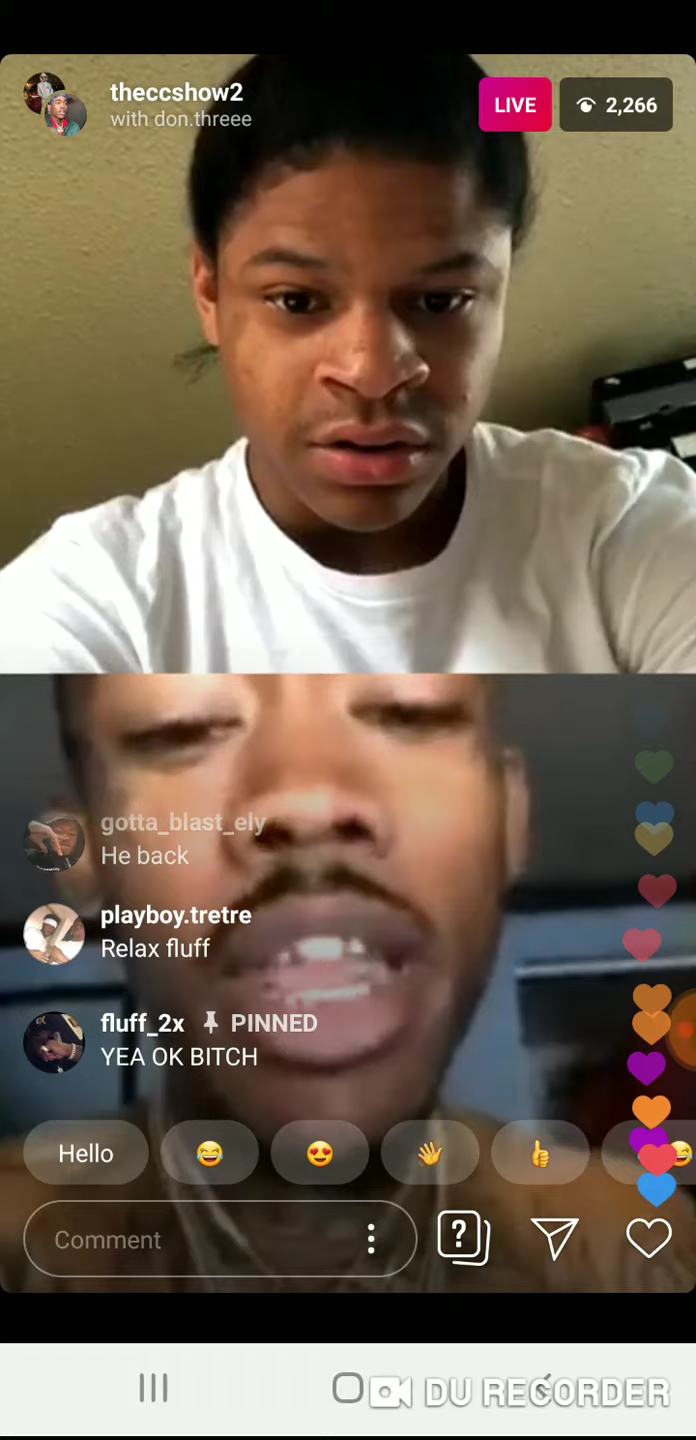 theccshow2
with don.threee
LIVE
2,266
gotta_blast_ely
He back
playboy.tretre
Relax fluff
fluff_2x PINNED
YEA OK BITCH
Hello
Comment
?
DU RECORDER